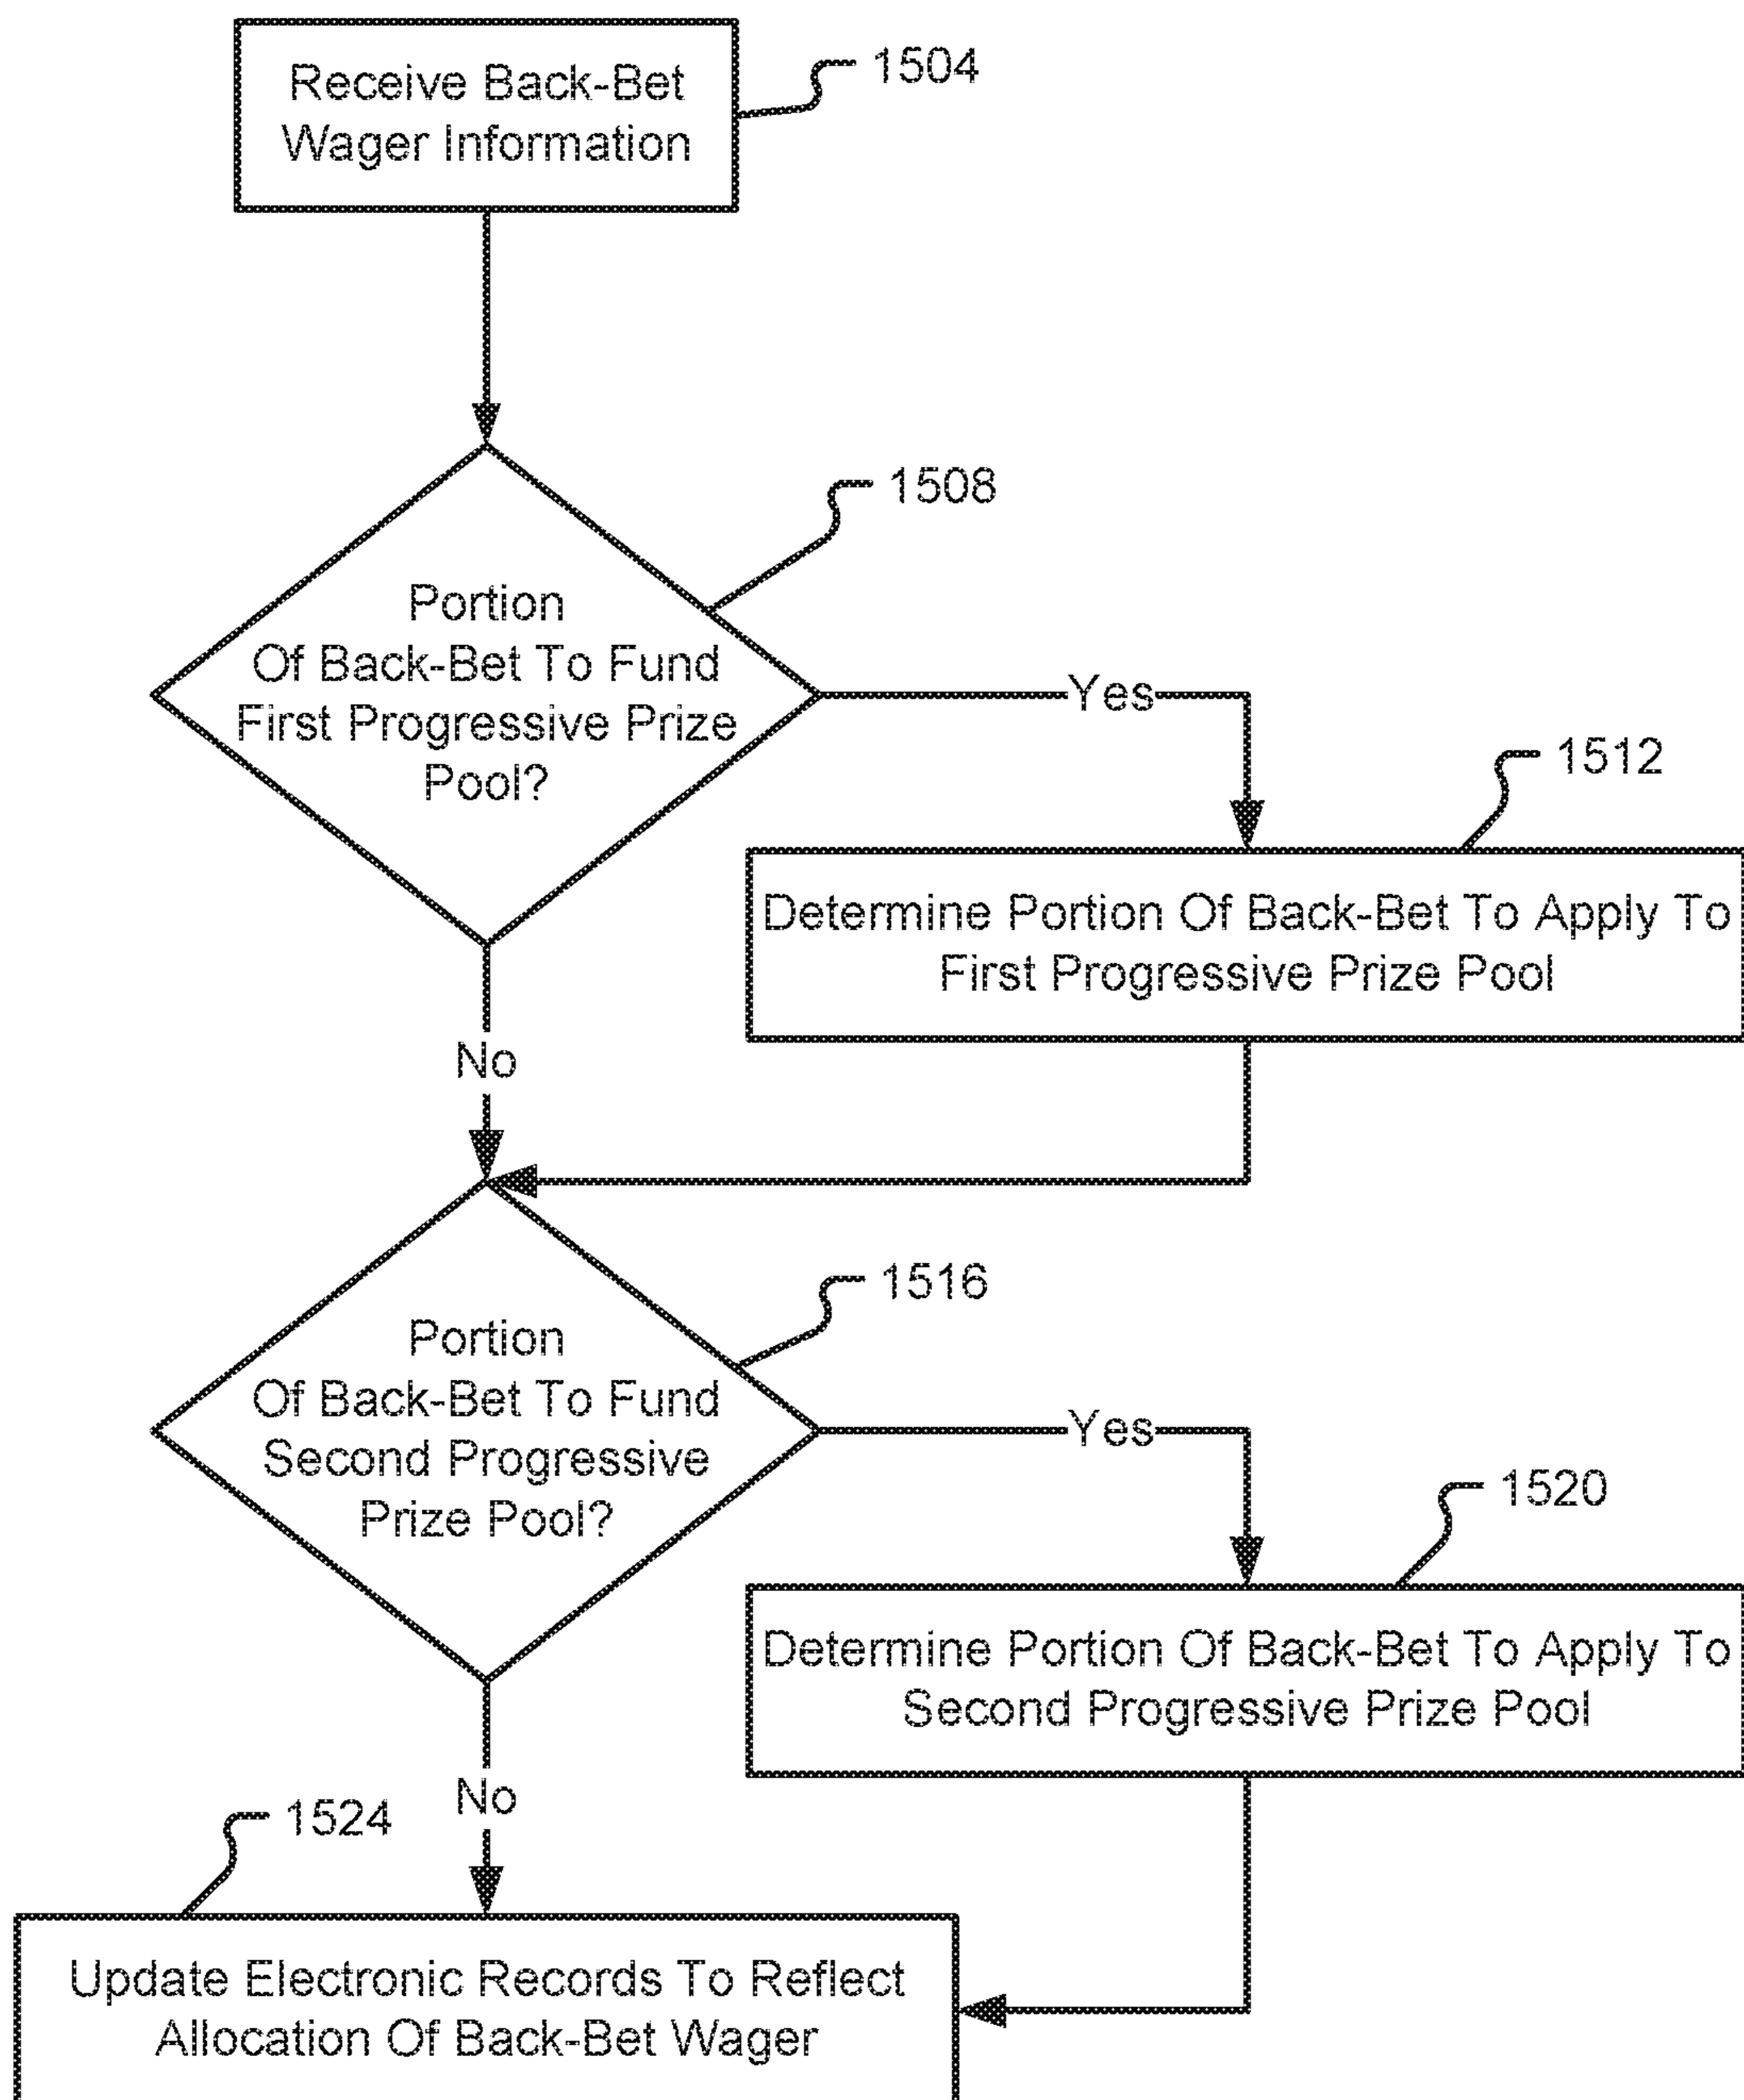 Receive Back-Bet
Wager Information
1504
1508
Portion
Of Back-Bet To Fund
First Progressive Prize
Pool?
Yes
1512
Determine Portion Of Back-Bet To Apply To
First Progressive Prize Pool
No
1516
Portion
Of Back-Bet To Fund
Second Progressive
Prize Pool?
Yes
1520
Determine Portion Of Back-Bet To Apply To
Second Progressive Prize Pool
No
1524
Update Electronic Records To Reflect
Allocation Of Back-Bet Wager